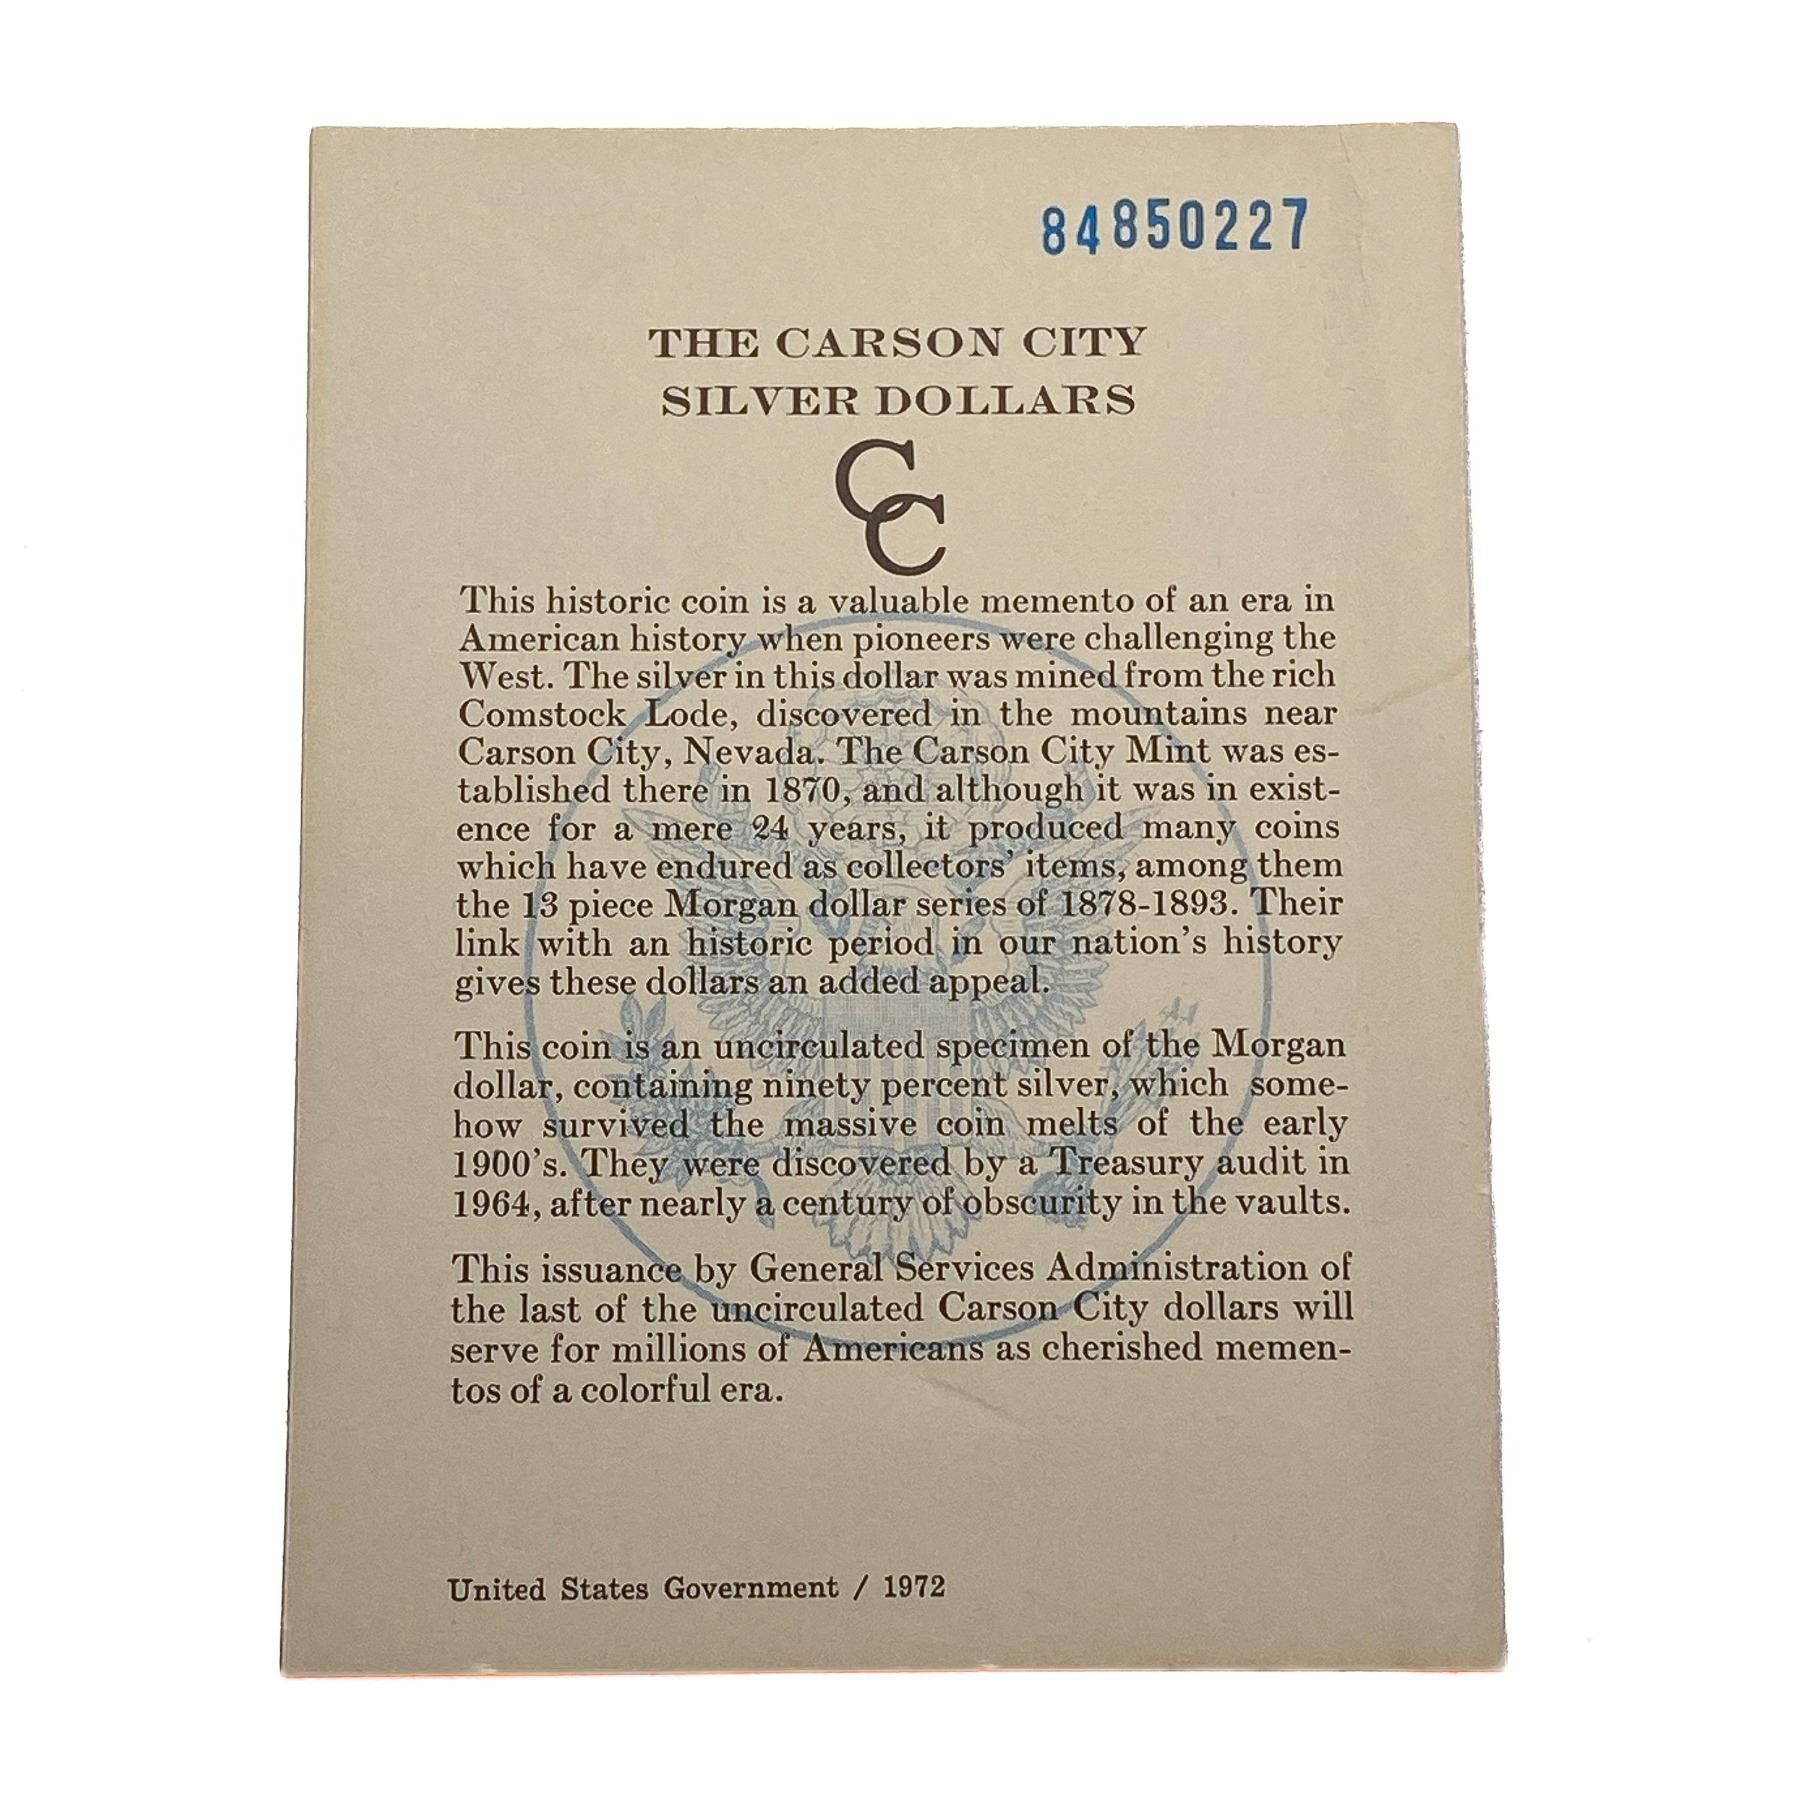 84850227
THE CARSON CITY
SILVER DOLLARS
CC
This historic coin is a valuable memento of an era in
American history when pioneers were challenging the
West. The silver in this dollar was mined from the rich
Comstock Lode, discovered in the mountains near
Carson City, Nevada. The Carson City Mint was es-
tablished there in 1870, and although it was in exist-
ence for a mere 24 years, it produced many coins
which have endured as collectors' items, among them
the 13 piece Morgan dollar series of 1878-1893. Their
link with an historic period in our nation's history
gives these dollars an added appeal.
This coin is an uncirculated specimen of the Morgan
dollar, containing ninety percent silver, which some-
how survived the massive coin melts of the early
1900's. They were discovered by a Treasury audit in
1964, after nearly a century of obscurity in the vaults.
This issuance by General Services Administration of
the last of the uncirculated Carson City dollars will
serve for millions of Americans as cherished memen-
tos of a colorful era.
United States Government / 1972